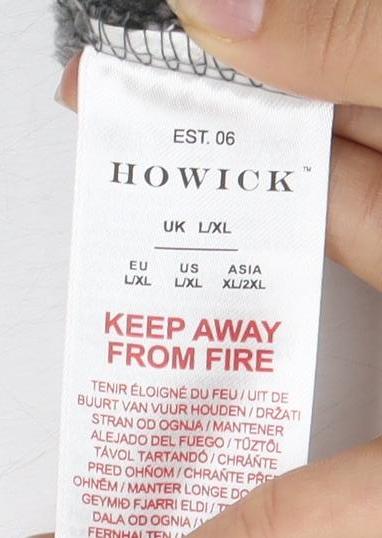 EST. 06
HOWICK™
UK L/XL
EU US ASIA
L/XL L/XL XL/2XL
KEEP AWAY
FROM FIRE
TENIR ÉLOIGNÉ DU FEU / UIT DE
BUURT VAN VUUR HOUDEN / DRŽATI
STRAN OD OGNJA / MANTENER
ALEJADO DEL FUEGO / TŰZTŐL
TÁVOL TARTANDÓ / CHRÁŇTE
PRED OHŇOM / CHRAŇTE PŘED
OHNĚM / MANTER LONGE DO
GEYMIÐ FJARRI ELDI /
DALA OD OGNIA /
FERNHALTEN /